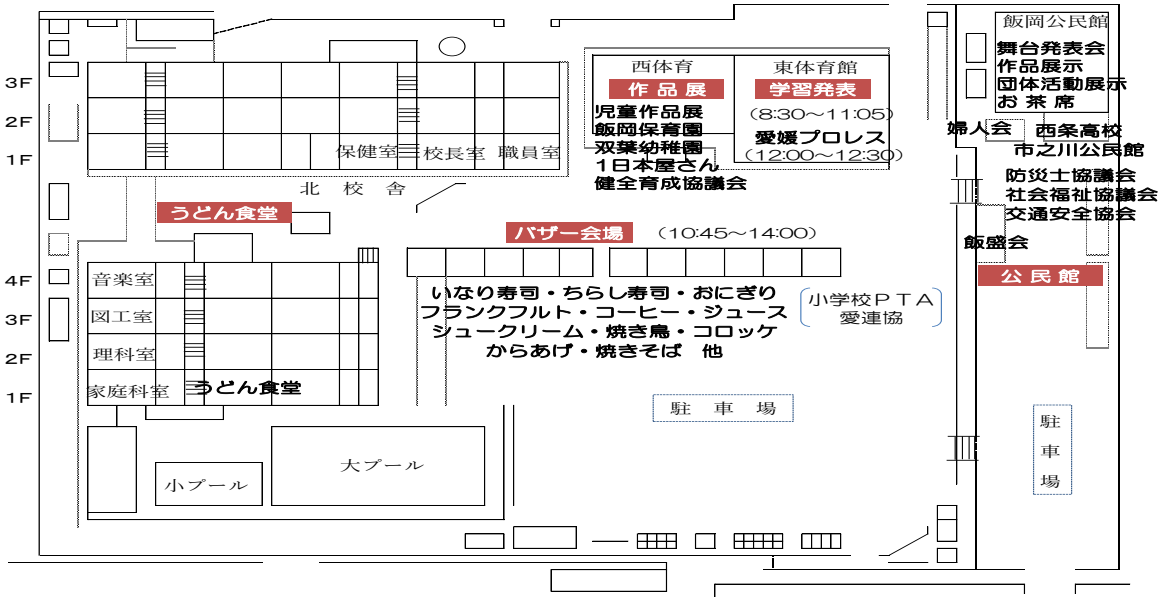 3F
2F
1F
保健室
校長室
職員室
北校舎
うどん食堂
4F
3F
2F
1F
音楽室
図工室
理科室
家庭科室
うどん食堂
小プール
大プール
西体育
作品展
児童作品展
飯岡保育園
双葉幼稚園
1日本屋さん
健全育成協議会
東体育館
学習発表
(8:30～11:05)
愛媛プロレス
(12:00～12:30)
バザー会場 (10:45～14:00)
いなり寿司・ちらし寿司・おにぎり
フランクフルト・コーヒー・ジュース
シュークリーム・焼き鳥・コロッケ
からあげ・焼きそば 他
小学校PTA
愛連協
駐車場
飯岡公民館
舞台発表会
作品展示
団体活動展示
お茶席
婦人会
西条高校
市之川公民館
防災士協議会
社会福祉協議会
交通安全協会
飯盛会
公民館
駐車場